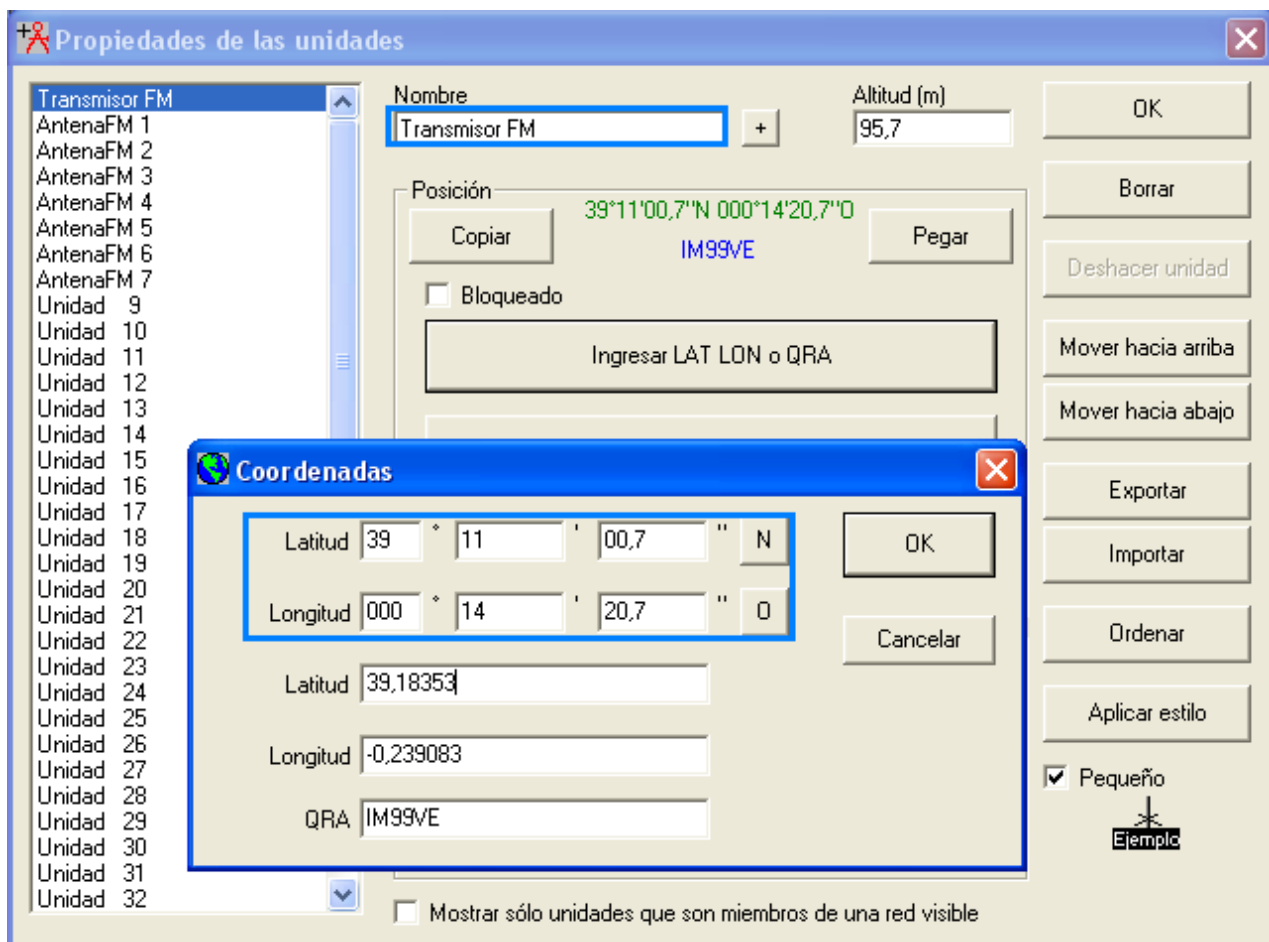 Propiedades de las unidades
Transmisor FM
AntenaFM 1
AntenaFM 2
AntenaFM 3
AntenaFM 4
AntenaFM 5
AntenaFM 6
AntenaFM 7
Unidad 9
Unidad 10
Unidad 11
Unidad 12
Unidad 13
Unidad 14
Unidad 15
Unidad 16
Unidad 17
Unidad 18
Unidad 19
Unidad 20
Unidad 21
Unidad 22
Unidad 23
Unidad 24
Unidad 25
Unidad 26
Unidad 27
Unidad 28
Unidad 29
Unidad 30
Unidad 31
Unidad 32
Nombre
Transmisor FM
+
Altitud (m)
95,7
Posición
Copiar
39°11'00,7"N 000°14'20,7"O
IM99VE
Pegar
Bloqueado
Ingresar LAT LON o QRA
Coordenadas
Latitud 39 ° 11 ' 00,7 " N
Longitud 000 ° 14 ' 20,7 " O
Latitud 39,18353
Longitud -0,239083
QRA IM99VE
OK
Cancelar
Mostrar sólo unidades que son miembros de una red visible
OK
Borrar
Deshacer unidad
Mover hacia arriba
Mover hacia abajo
Exportar
Importar
Ordenar
Aplicar estilo
Pequeño
Ejemplo